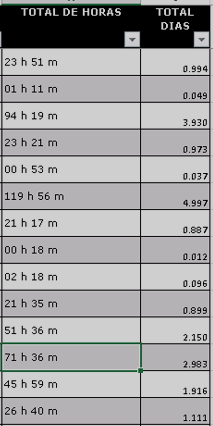 TOTAL DE HORAS TOTAL DIAS
23 h 51 m 0.994
01 h 11 m 0.049
94 h 19 m 3.930
23 h 21 m 0.973
00 h 53 m 0.037
119 h 56 m 4.997
21 h 17 m 0.887
00 h 18 m 0.012
02 h 18 m 0.096
21 h 35 m 0.899
51 h 36 m 2.150
71 h 36 m 2.983
45 h 59 m 1.916
26 h 40 m 1.111